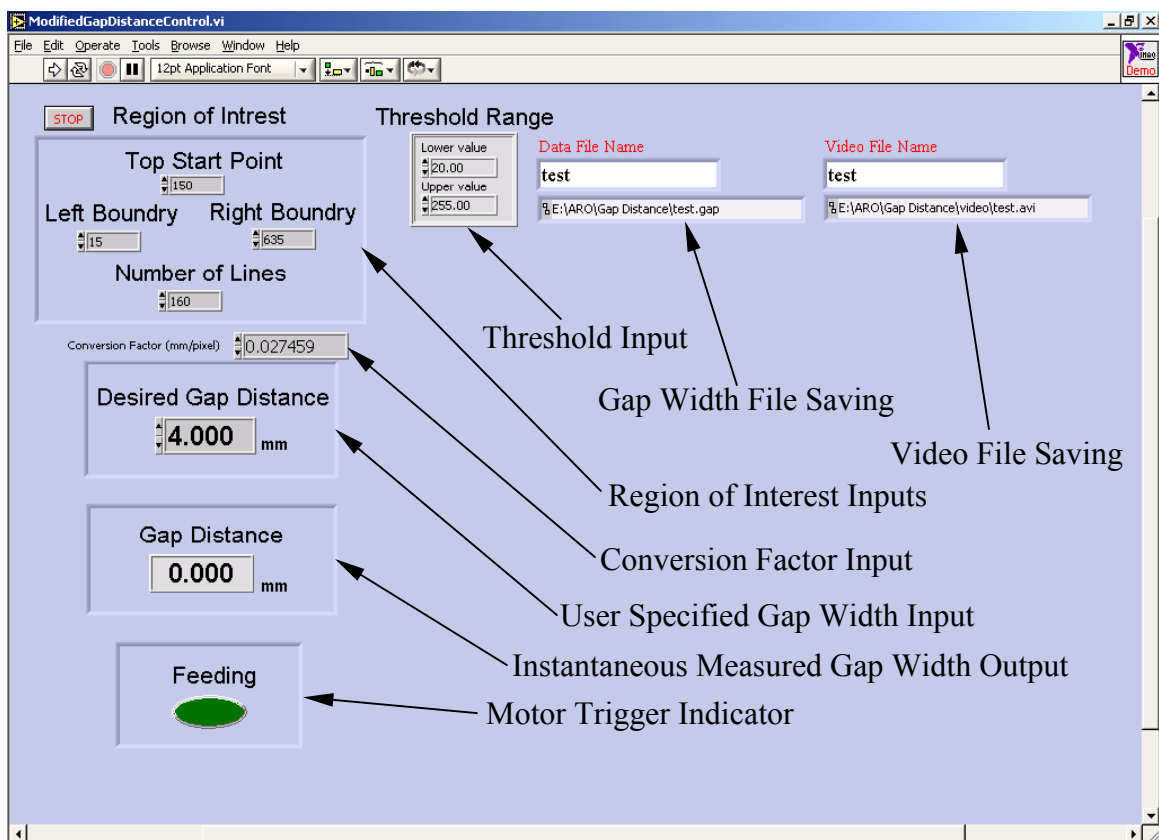 ModifiedGapDistanceControl.vi
File Edit Operate Tools Browse Window Help
12pt Application Font
Demo
STOP
Region of Intrest
Top Start Point
150
Left Boundry Right Boundry
15 635
Number of Lines
160
Threshold Range
Lower value
20.00
Upper value
255.00
Data File Name
test
E:\ARO\Gap Distance\test.gap
Video File Name
test
E:\ARO\Gap Distance\video\test.avi
Threshold Input
Gap Width File Saving
Video File Saving
Conversion Factor (mm/pixel) 0.027459
Desired Gap Distance
4.000 mm
Region of Interest Inputs
Gap Distance
0.000 mm
Conversion Factor Input
User Specified Gap Width Input
Instantaneous Measured Gap Width Output
Feeding
Motor Trigger Indicator